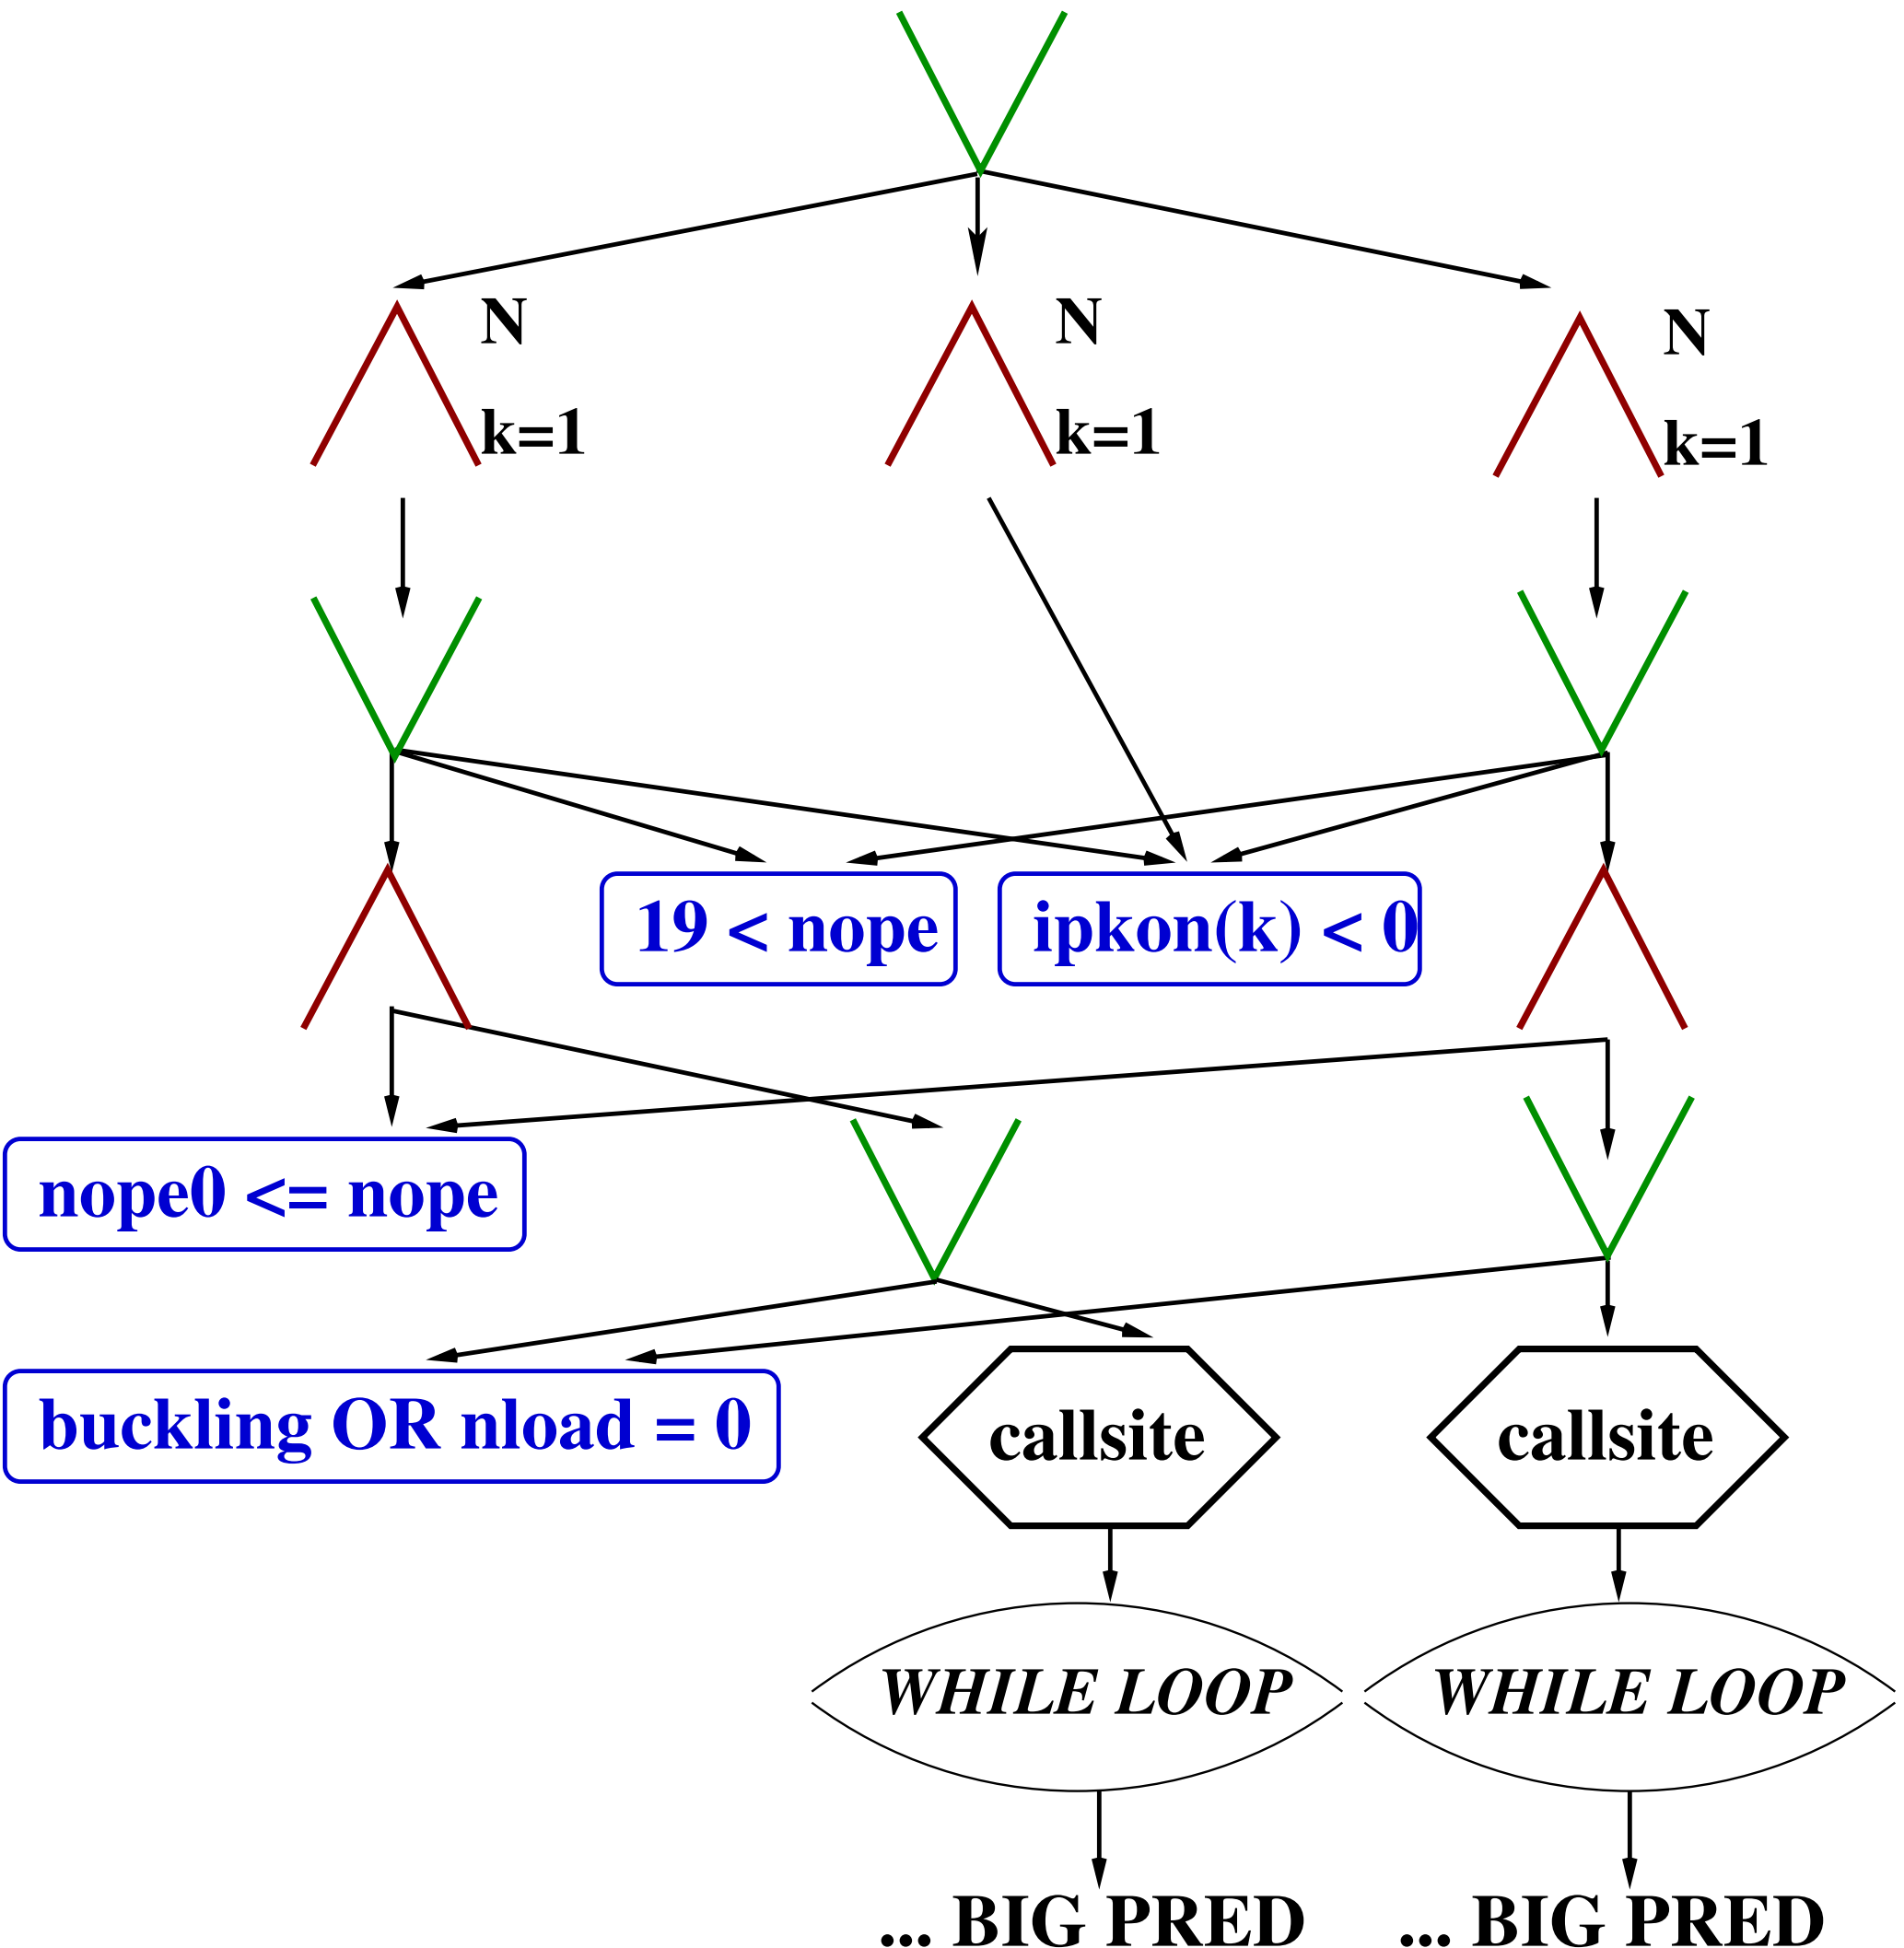 N
N
N
k=1
k=1
k=1
19 < nope
ipkon(k) < 0
nope0 <= nope
buckling OR nload = 0
callsite
callsite
WHILE LOOP
WHILE LOOP
... BIG PRED
... BIG PRED